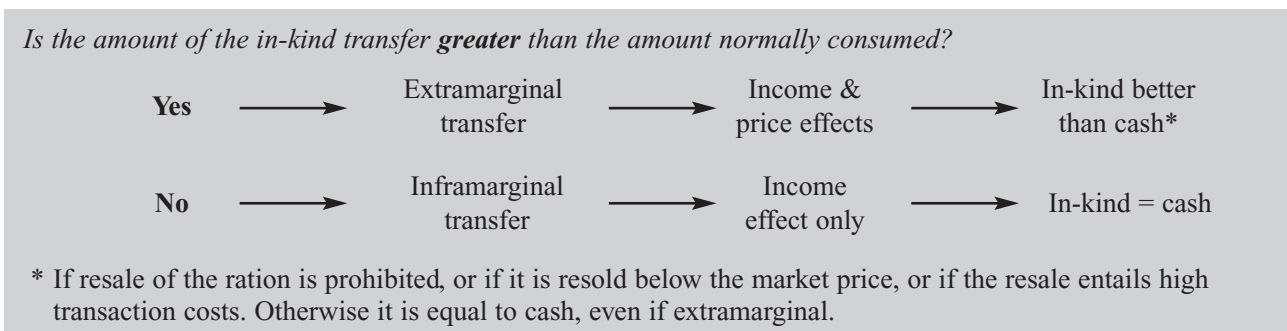 Is the amount of the in-kind transfer greater than the amount normally consumed?
Yes
Extramarginal
transfer
Income &
price effects
In-kind better
than cash*
No
Inframarginal
transfer
Income
effect only
In-kind = cash
* If resale of the ration is prohibited, or if it is resold below the market price, or if the resale entails high
transaction costs. Otherwise it is equal to cash, even if extramarginal.